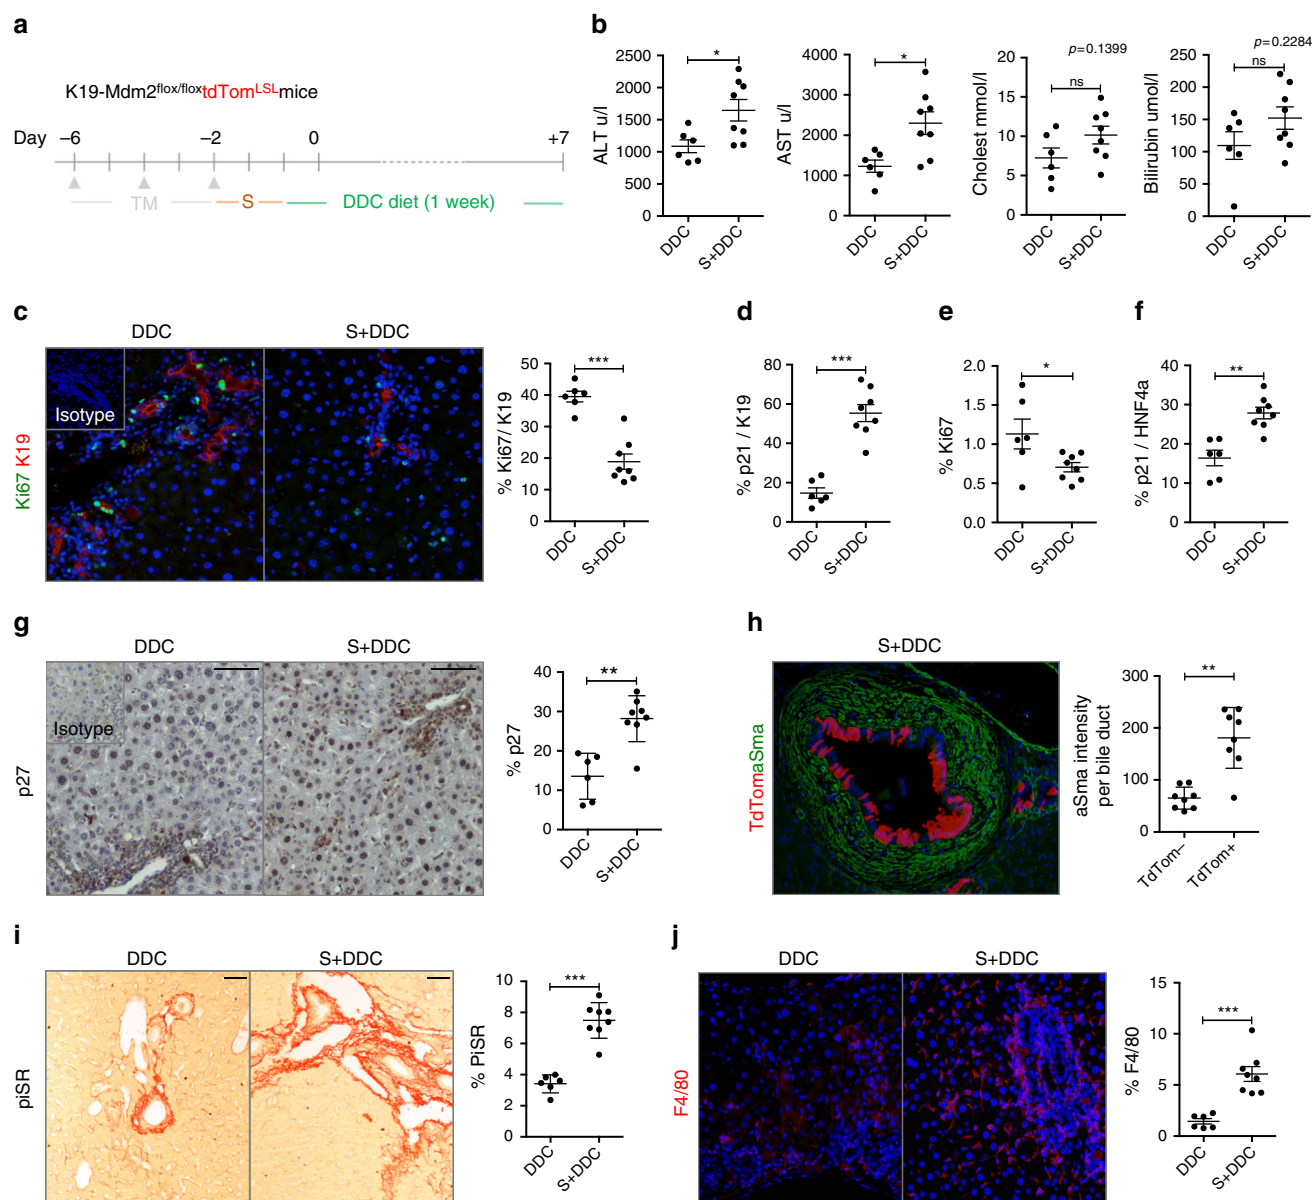 a
K19-Mdm2flox/floxtdTomLSLmice
Day
−6
−2
0
+7
TM
S
DDC diet (1 week)
b
ALT u/l
2500
2000
1500
1000
500
0
*
DDC
S+DDC
AST u/l
4000
3000
2000
1000
0
*
DDC
S+DDC
Cholest mmol/l
20
15
10
5
0
p=0.1399
ns
DDC
S+DDC
Bilirubin umol/l
250
200
150
100
50
0
p=0.2284
ns
DDC
S+DDC
c
DDC
S+DDC
Isotype
Ki67 K19
% Ki67/ K19
50
40
30
20
10
0
***
DDC
S+DDC
d
% p21 / K19
80
60
40
20
0
***
DDC
S+DDC
e
% Ki67
2.0
1.5
1.0
0.5
0.0
*
DDC
S+DDC
f
% p21 / HNF4a
40
30
20
10
0
**
DDC
S+DDC
g
DDC
S+DDC
Isotype
p27
% p27
40
30
20
10
0
**
DDC
S+DDC
h
S+DDC
TdTomaSma
aSma intensity
per bile duct
300
200
100
0
**
TdTom−
TdTom+
i
DDC
S+DDC
piSR
% PiSR
10
8
6
4
2
0
***
DDC
S+DDC
j
DDC
S+DDC
F4/80
% F4/80
15
10
5
0
***
DDC
S+DDC